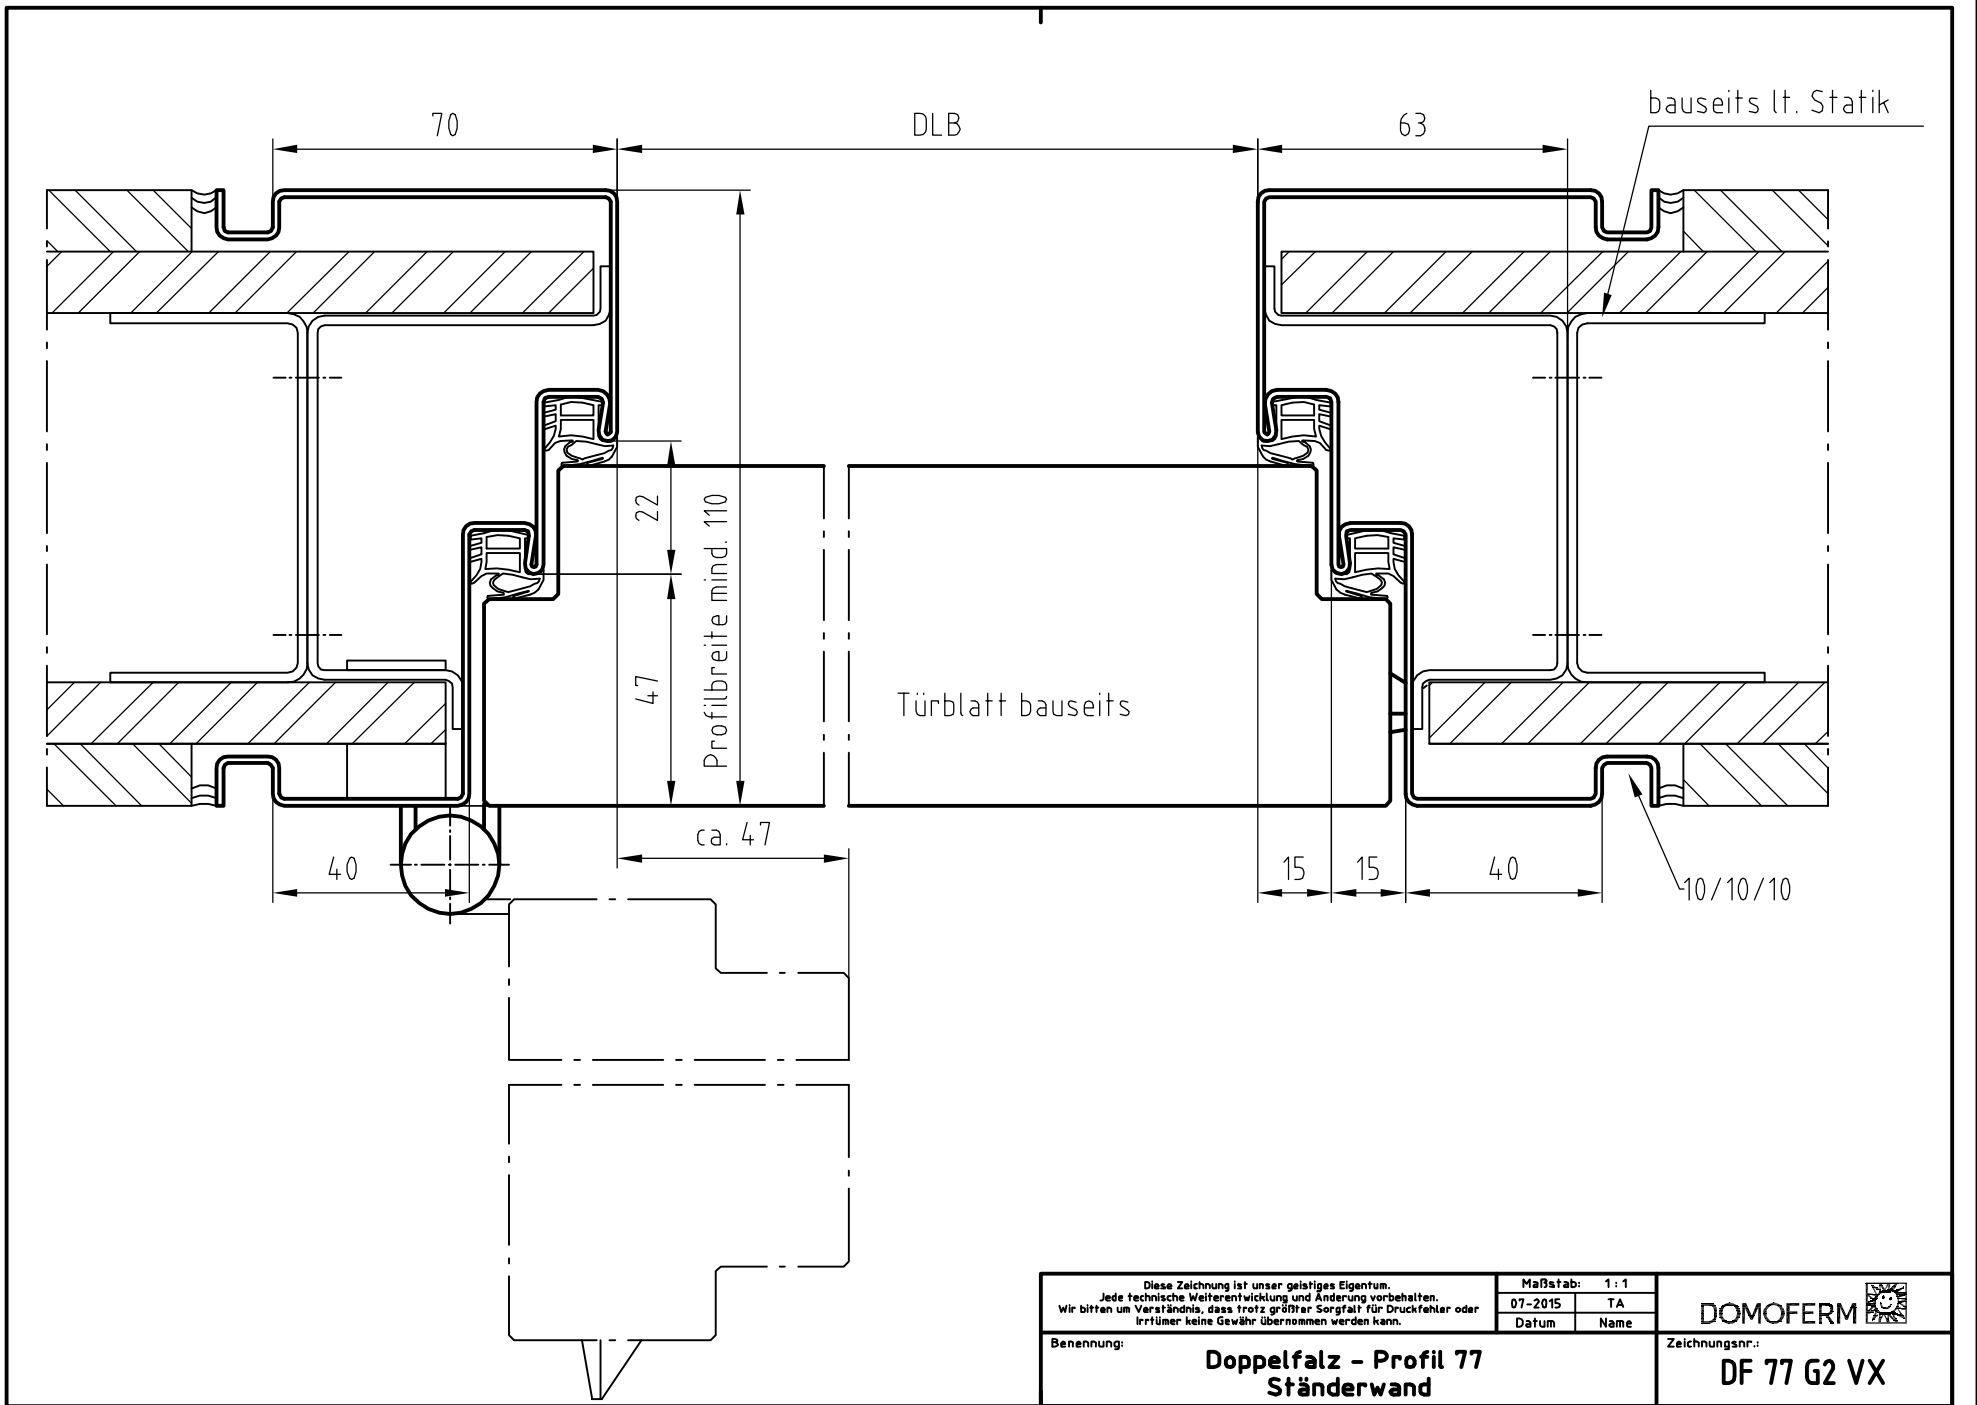 bauseits lt. Statik
70
DLB
63
22
Profilbreite mind. 110
47
Türblatt bauseits
ca. 47
40
15
15
40
10/10/10
Diese Zeichnung ist unser geistiges Eigentum.
Jede technische Weiterentwicklung und Änderung vorbehalten.
Wir bitten um Verständnis, dass trotz größter Sorgfalt für Druckfehler oder
Irrtümer keine Gewähr übernommen werden kann.
Maßstab: 1:1
07-2015 TA
Datum Name
DOMOFERM
Benennung:
Doppelfalz - Profil 77
Ständerwand
Zeichnungsnr.:
DF 77 G2 VX